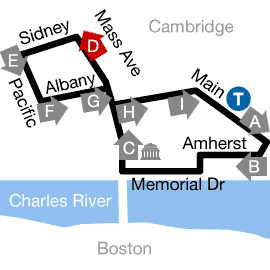 Cambridge
Sidney
D
Mass Ave
E
Albany
Main
Pacific
F
G
H
I
T
A
C
Amherst
B
Memorial Dr
Charles River
Boston